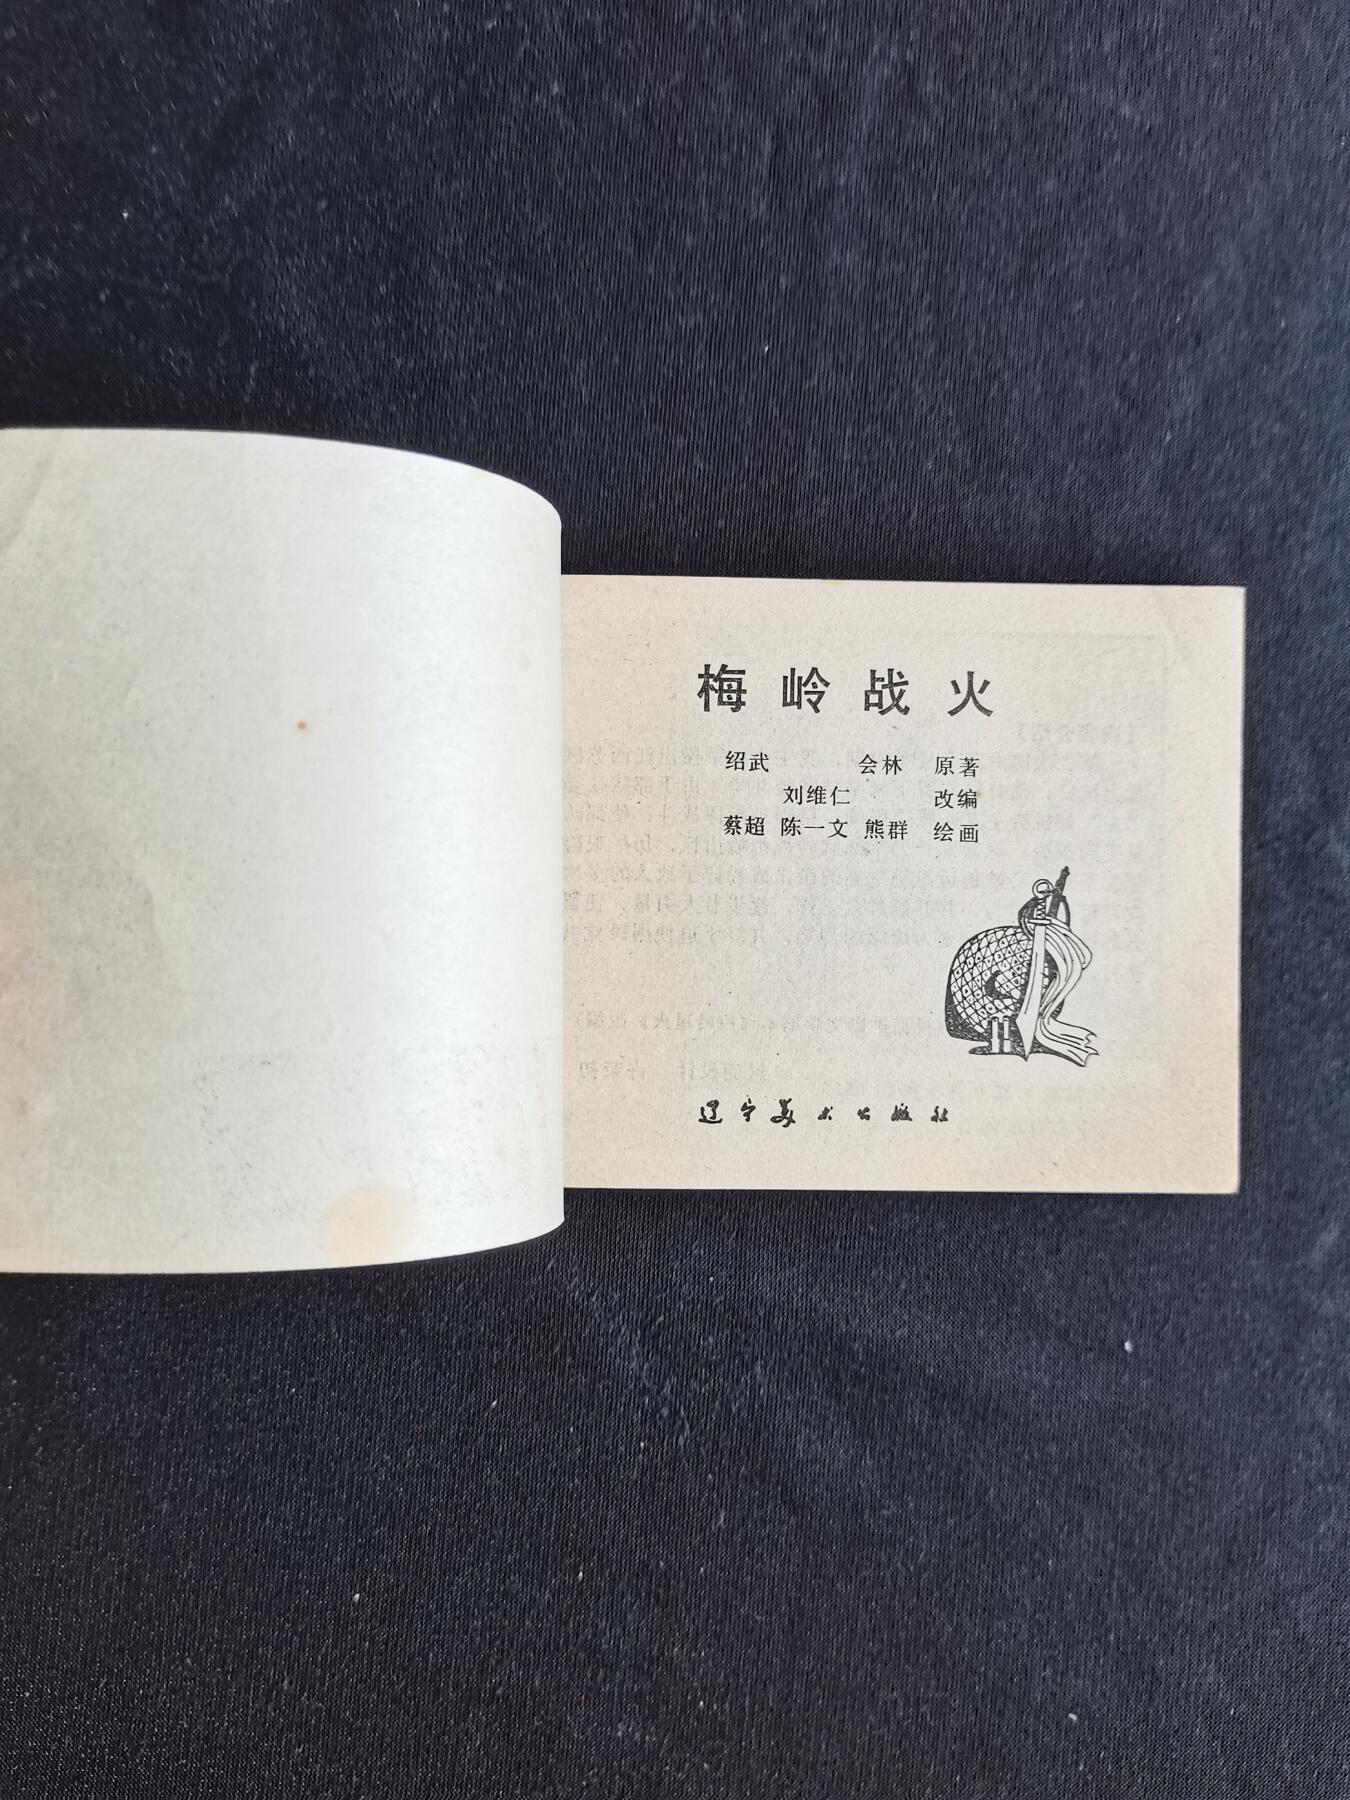 梅岭战火
绍武 会林 原著
刘维仁 改编
蔡超 陈一文 熊群 绘画
辽宁美术出版社